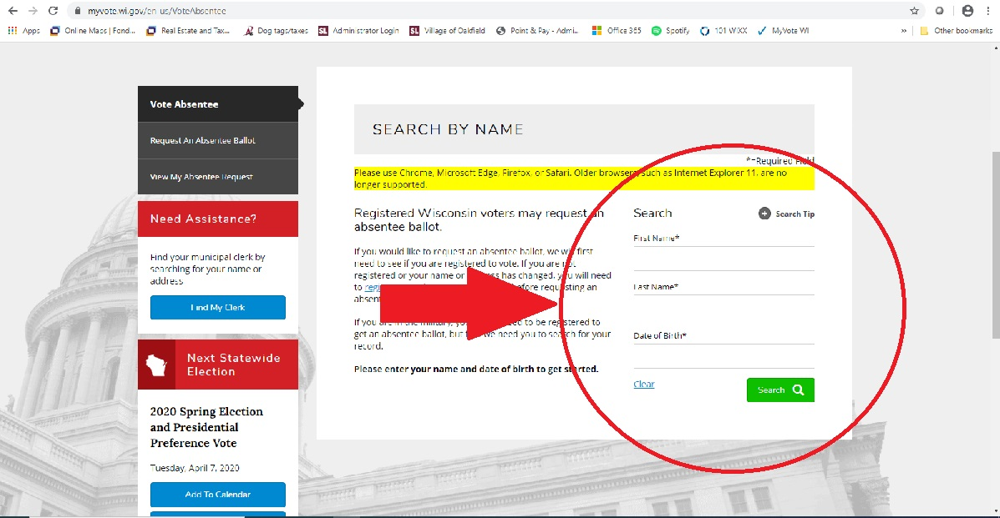 myvote.wi.gov/en-us/VoteAbsentee
Apps Online Maps | Fond... Real Estate and Tax... Dog tags/taxes SL Administrator Login SL Village of Oakfield Point & Pay - Admi... Office 365 Spotify 101 WIXX MyVote WI » Other bookmarks
Vote Absentee
Request An Absentee Ballot
View My Absentee Request
Need Assistance?
Find your municipal clerk by
searching for your name or
address
Find My Clerk
Next Statewide
Election
2020 Spring Election
and Presidential
Preference Vote
Tuesday, April 7, 2020
Add To Calendar
SEARCH BY NAME
*=Required Field
Please use Chrome, Microsoft Edge, Firefox, or Safari. Older browsers, such as Internet Explorer 11, are no
longer supported.
Registered Wisconsin voters may request an
absentee ballot.
If you would like to request an absentee ballot, we will first
need to see if you are registered to vote. If you are not
registered or your name or has changed, you will need
to before requesting an
If you are in the military, you need to be registered to
get an absentee ballot, but we need you to search for your
record.
Please enter your name and date of birth to get started.
Search
Search Tip
First Name*
Last Name*
Date of Birth*
Clear
Search